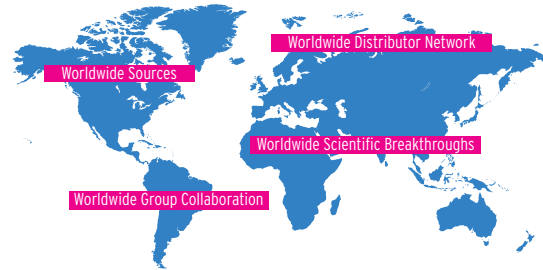 Worldwide Distributor Network
Worldwide Sources
Worldwide Scientific Breakthroughs
Worldwide Group Collaboration